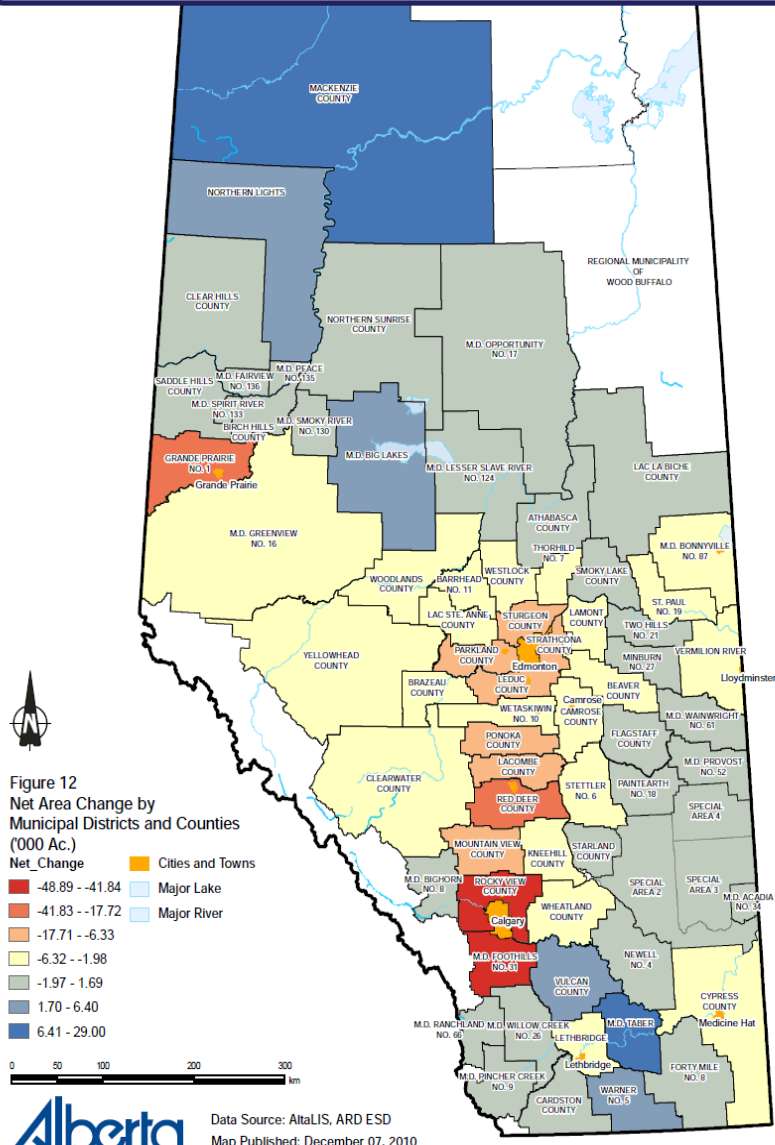 MACKENZIE
COUNTY
NORTHERN LIGHTS
REGIONAL MUNICIPALITY
OF
WOOD BUFFALO
CLEAR HILLS
COUNTY
NORTHERN SUNRISE
COUNTY
M.D. OPPORTUNITY
NO. 17
M.D. PEACE
NO. 135
M.D. FAIRVIEW
NO. 136
SADDLE HILLS
COUNTY
M.D. SPIRIT RIVER
NO. 133
BIRCH HILLS
COUNTY
M.D. SMOKY RIVER
NO. 130
GRANDE PRAIRIE
NO. 1
Grande Prairie
M.D. BIG LAKES
M.D. LESSER SLAVE RIVER
NO. 124
LAC LA BICHE
COUNTY
M.D. GREENVIEW
NO. 16
ATHABASCA
COUNTY
THORHILD
NO. 7
M.D. BONNYVILLE
NO. 87
WOODLANDS
COUNTY
BARRHEAD
NO. 11
WESTLOCK
COUNTY
SMOKY LAKE
COUNTY
ST. PAUL
NO. 19
LAC STE. ANNE
COUNTY
STURGEON
COUNTY
LAMONT
COUNTY
TWO HILLS
NO. 21
VERMILION RIVER
YELLOWHEAD
COUNTY
PARKLAND
COUNTY
STRATHCONA
COUNTY
Edmonton
MINBURN
NO. 27
Lloydminster
BRAZEAU
COUNTY
LEDUC
COUNTY
BEAVER
COUNTY
WETASKIWIN
NO. 10
Camrose
CAMROSE
COUNTY
M.D. WAINWRIGHT
NO. 61
FLAGSTAFF
COUNTY
PONOKA
COUNTY
M.D. PROVOST
NO. 52
CLEARWATER
COUNTY
LACOMBE
COUNTY
STETTLER
NO. 6
PAINTEARTH
NO. 18
RED DEER
COUNTY
SPECIAL
AREA 4
MOUNTAIN VIEW
COUNTY
KNEEHILL
COUNTY
STARLAND
COUNTY
M.D. BIGHORN
NO. 8
ROCKY VIEW
COUNTY
SPECIAL
AREA 2
SPECIAL
AREA 3
M.D. ACADIA
NO. 34
Calgary
WHEATLAND
COUNTY
M.D. FOOTHILLS
NO. 31
NEWELL
NO. 4
VULCAN
COUNTY
CYPRESS
COUNTY
Medicine Hat
M.D. RANCHLAND
NO. 66
M.D. WILLOW CREEK
NO. 26
LETHBRIDGE
Lethbridge
M.D. TABER
M.D. PINCHER CREEK
NO. 9
CARDSTON
COUNTY
WARNER
NO. 5
FORTY MILE
NO. 8
N
Figure 12
Net Area Change by
Municipal Districts and Counties
('000 Ac.)
Net_Change
-48.89 - -41.84
-41.83 - -17.72
-17.71 - -6.33
-6.32 - -1.98
-1.97 - 1.69
1.70 - 6.40
6.41 - 29.00
Cities and Towns
Major Lake
Major River
0 50 100 200 300
km
Alberta
Data Source: AltaLIS, ARD ESD
Map Published: December 07, 2010